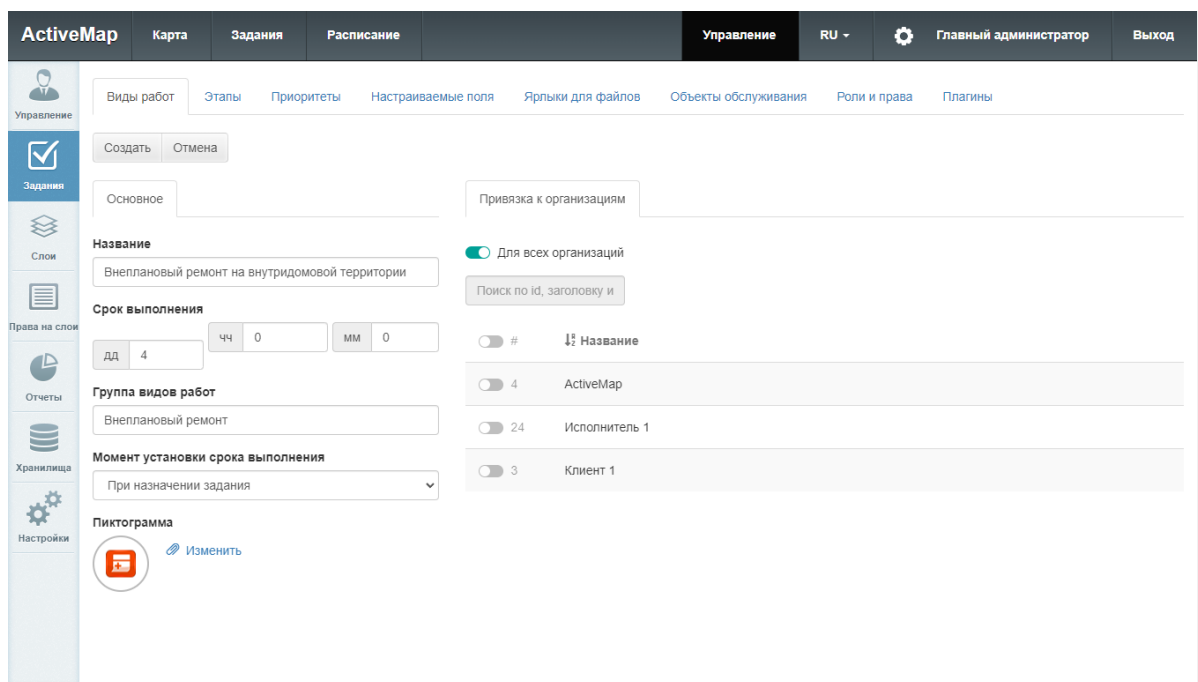 ActiveMap Карта Задания Расписание Управление RU Главный администратор Выход
Управление
Задания
Слои
Права на слои
Отчеты
Хранилища
Настройки
Виды работ Этапы Приоритеты Настраиваемые поля Ярлыки для файлов Объекты обслуживания Роли и права Плагины
Создать Отмена
Основное
Название
Внеплановый ремонт на внутридомовой территории
Срок выполнения
дд 4 чч 0 мм 0
Группа видов работ
Внеплановый ремонт
Момент установки срока выполнения
При назначении задания
Пиктограмма
Изменить
Привязка к организациям
Для всех организаций
Поиск по id, заголовку и
# Название
4 ActiveMap
24 Исполнитель 1
3 Клиент 1